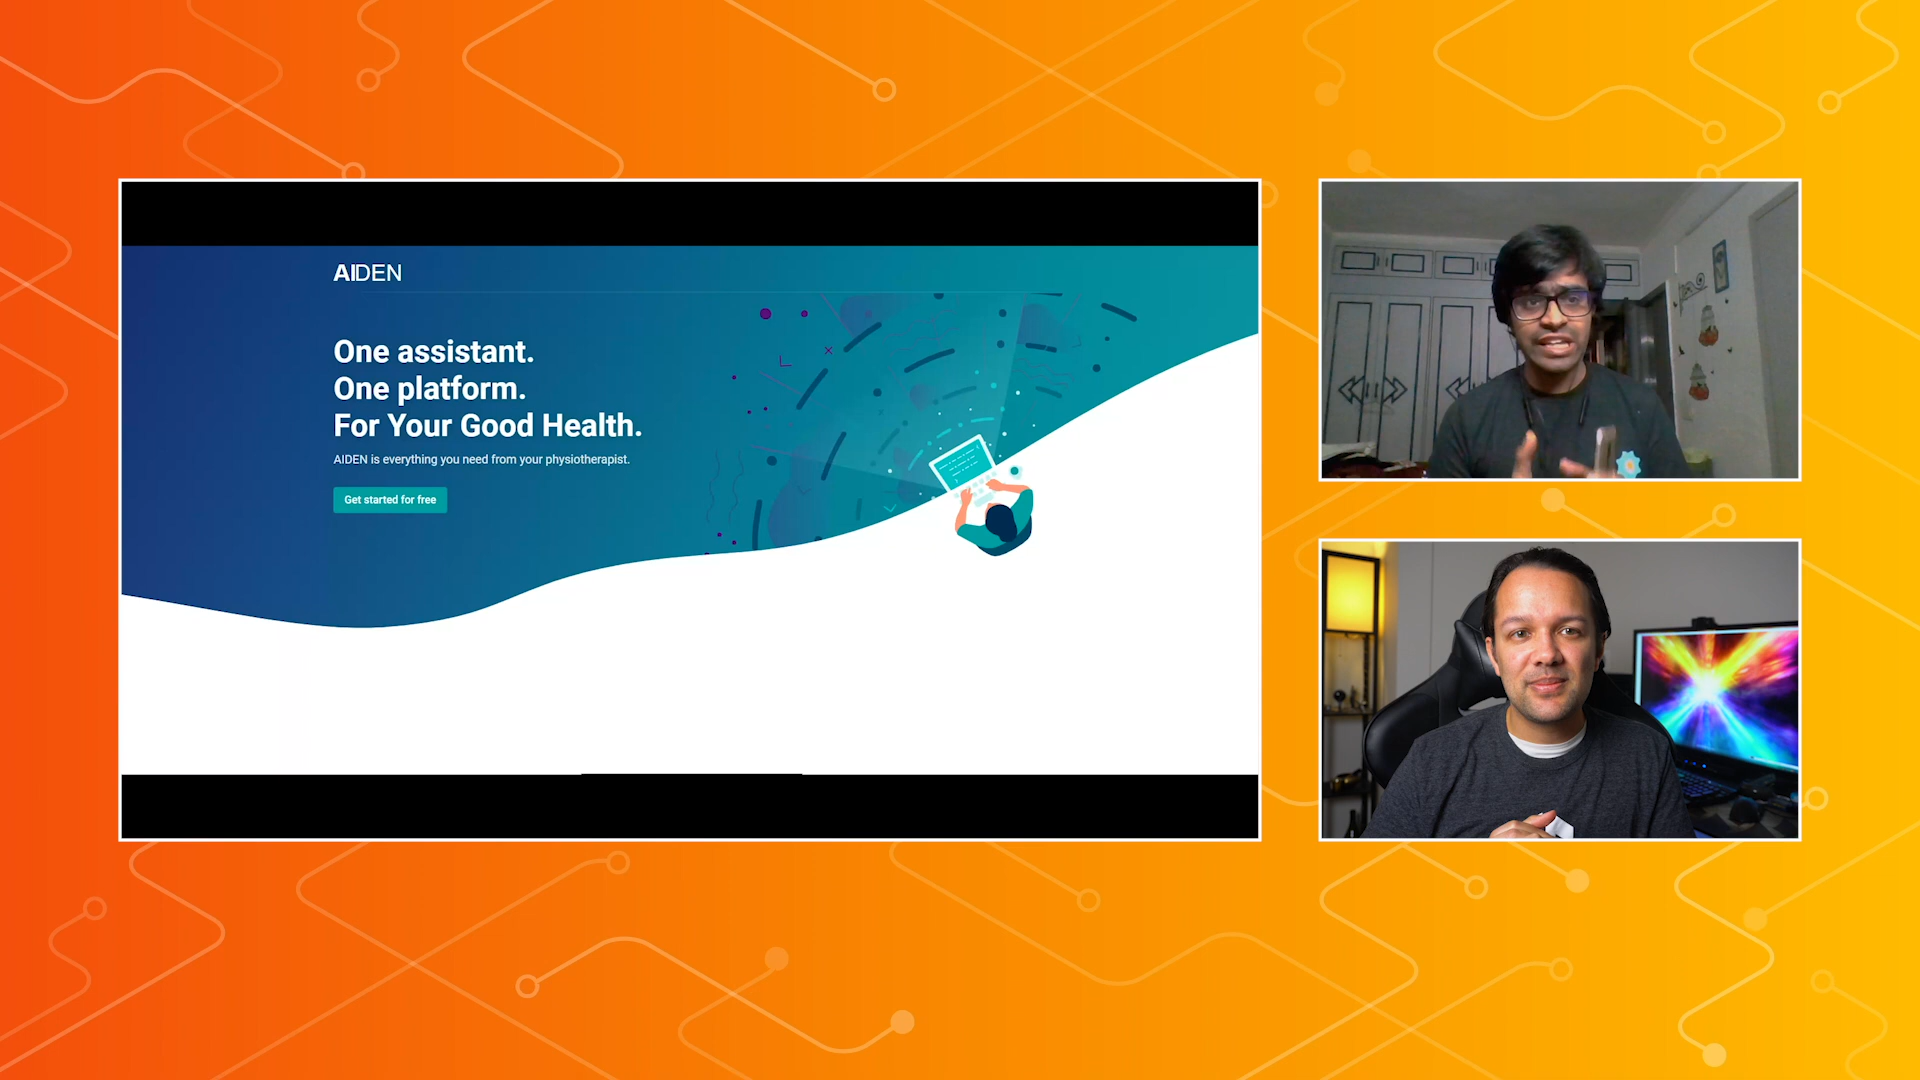 AIDEN
One assistant.
One platform.
For Your Good Health.
AIDEN is everything you need from your physiotherapist.
Get started for free